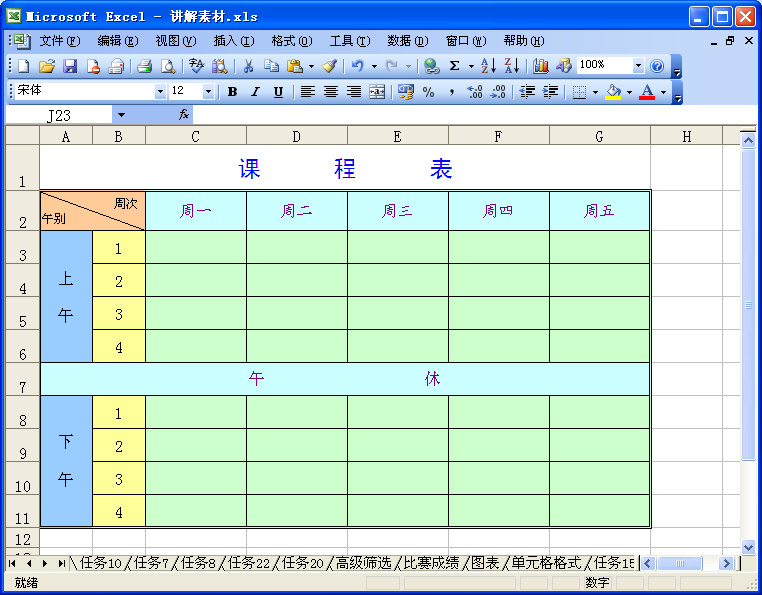 Microsoft Excel - 讲解素材.xls
文件(F) 编辑(E) 视图(V) 插入(I) 格式(O) 工具(T) 数据(D) 窗口(W) 帮助(H)
Σ 100%
宋体 12 B I U % ,
J23 fx
A B C D E F G H
1 课 程 表
2 周次 午别 周一 周二 周三 周四 周五
3 1
4 上 2
5 午 3
6 4
7 午 休
8 1
9 下 2
10 午 3
11 4
12
任务10 任务7 任务8 任务22 任务20 高级筛选 比赛成绩 图表 单元格格式 任务15
就绪 数字